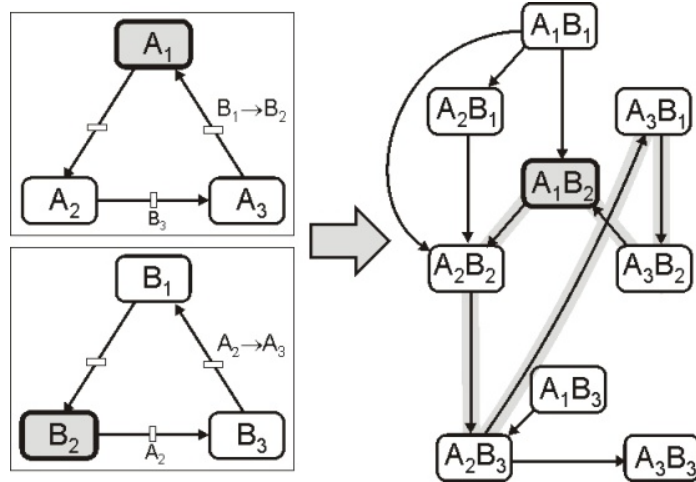 A₁
B₁→B₂
A₂
B₃
A₃
B₁
A₂→A₃
B₂
A₂
B₃
A₁B₁
A₂B₁
A₃B₁
A₁B₂
A₂B₂
A₃B₂
A₁B₃
A₂B₃
A₃B₃